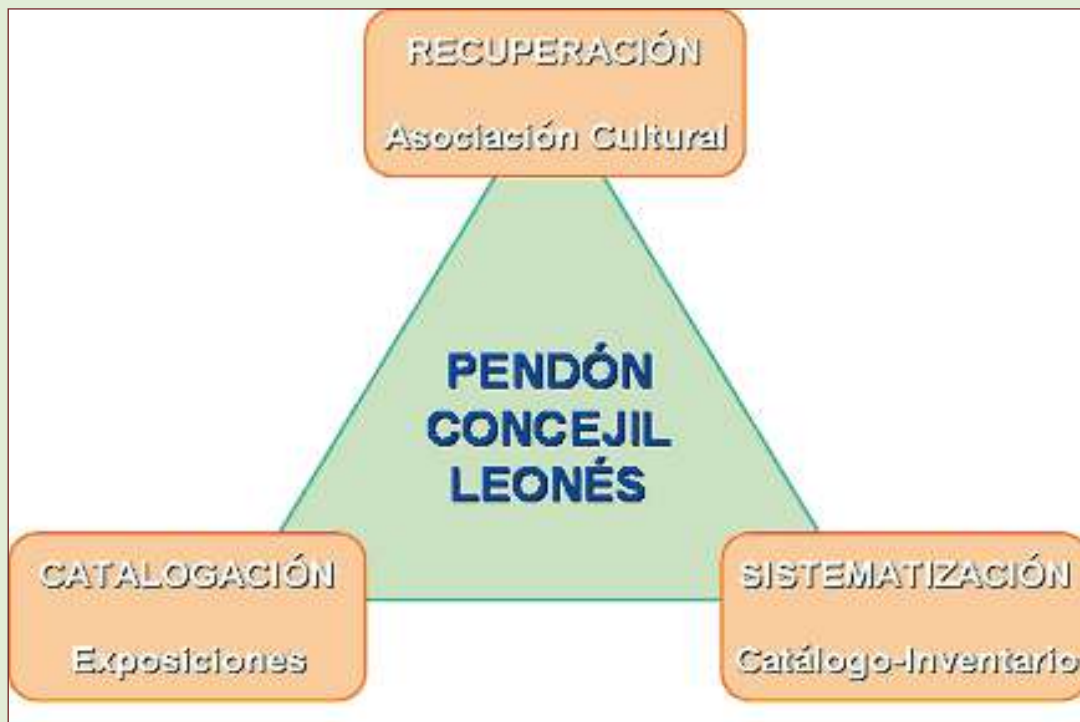 RECUPERACIÓN
Asociación Cultural
PENDÓN
CONCEJIL
LEONÉS
CATALOGACIÓN
Exposiciones
SISTEMATIZACIÓN
Catálogo-Inventario